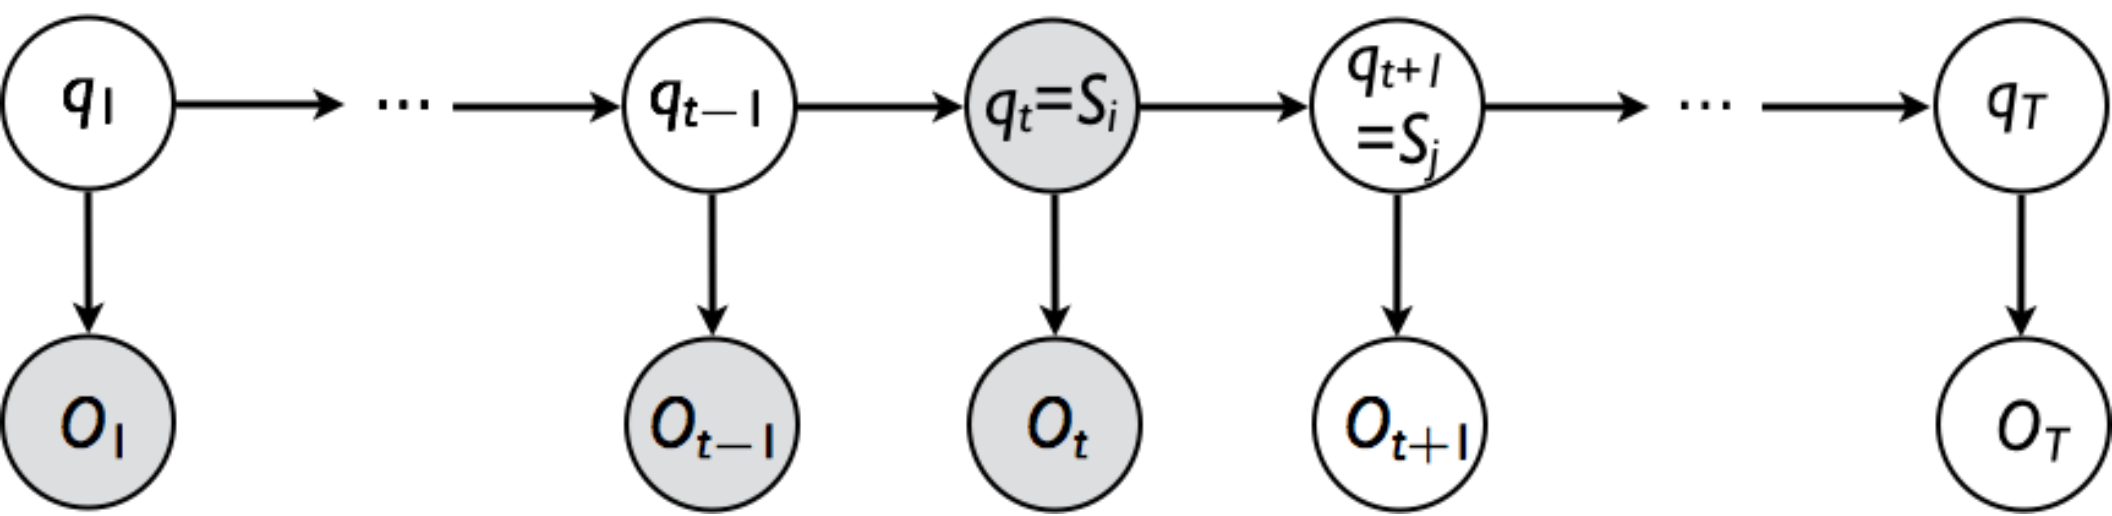 q1 ... qt−1 qt=Si qt+1 =Sj ... qT
O1 Ot−1 Ot Ot+1 OT